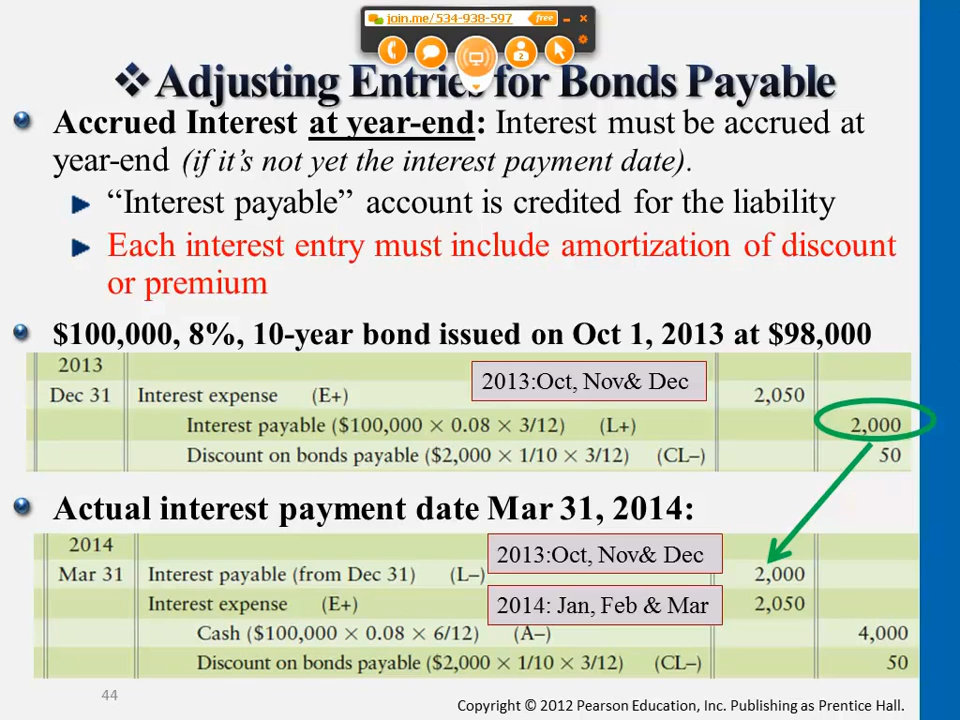 join.me/534-938-597 free
❖Adjusting Entries for Bonds Payable
Accrued Interest at year-end: Interest must be accrued at
year-end (if it’s not yet the interest payment date).
“Interest payable” account is credited for the liability
Each interest entry must include amortization of discount
or premium
$100,000, 8%, 10-year bond issued on Oct 1, 2013 at $98,000
2013
2013:Oct, Nov& Dec
Dec 31 Interest expense (E+) 2,050
Interest payable ($100,000 × 0.08 × 3/12) (L+) 2,000
Discount on bonds payable ($2,000 × 1/10 × 3/12) (CL–) 50
Actual interest payment date Mar 31, 2014:
2014
2013:Oct, Nov& Dec
Mar 31 Interest payable (from Dec 31) (L–) 2,000
Interest expense (E+) 2014: Jan, Feb & Mar 2,050
Cash ($100,000 × 0.08 × 6/12) (A–) 4,000
Discount on bonds payable ($2,000 × 1/10 × 3/12) (CL–) 50
44
Copyright © 2012 Pearson Education, Inc. Publishing as Prentice Hall.